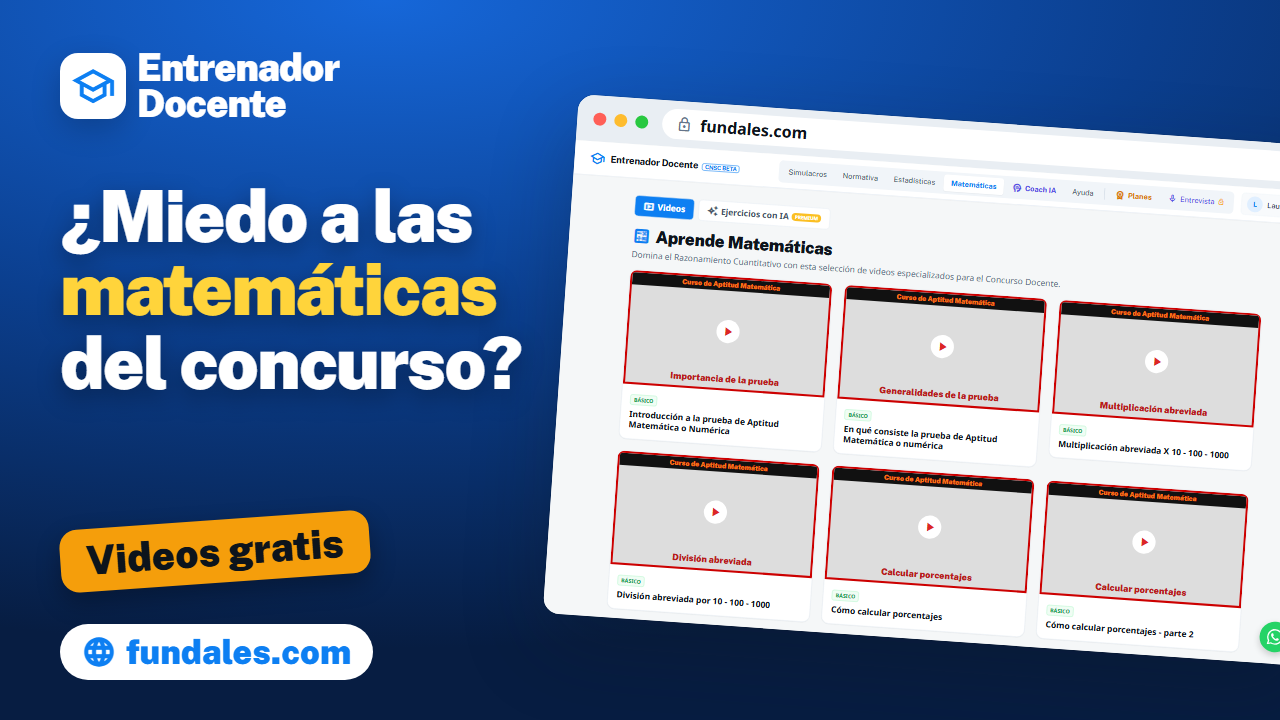 Entrenador
Docente
¿Miedo a las
matemáticas
del concurso?
Videos gratis
fundales.com
fundales.com
Entrenador Docente CNSC BETA
Simulacros Normativa Estadísticas Matemáticas Coach IA Ayuda Planes Entrevista L Lau
Videos Ejercicios con IA PREMIUM
Aprende Matemáticas
Domina el Razonamiento Cuantitativo con esta selección de videos especializados para el Concurso Docente.
Curso de Aptitud Matemática
Importancia de la prueba
BÁSICO
Introducción a la prueba de Aptitud
Matemática o Numérica
Curso de Aptitud Matemática
Generalidades de la prueba
BÁSICO
En qué consiste la prueba de Aptitud
Matemática o numérica
Curso de Aptitud Matemática
Multiplicación abreviada
BÁSICO
Multiplicación abreviada X 10 - 100 - 1000
Curso de Aptitud Matemática
División abreviada
BÁSICO
División abreviada por 10 - 100 - 1000
Curso de Aptitud Matemática
Calcular porcentajes
BÁSICO
Cómo calcular porcentajes
Curso de Aptitud Matemática
Calcular porcentajes
BÁSICO
Cómo calcular porcentajes - parte 2